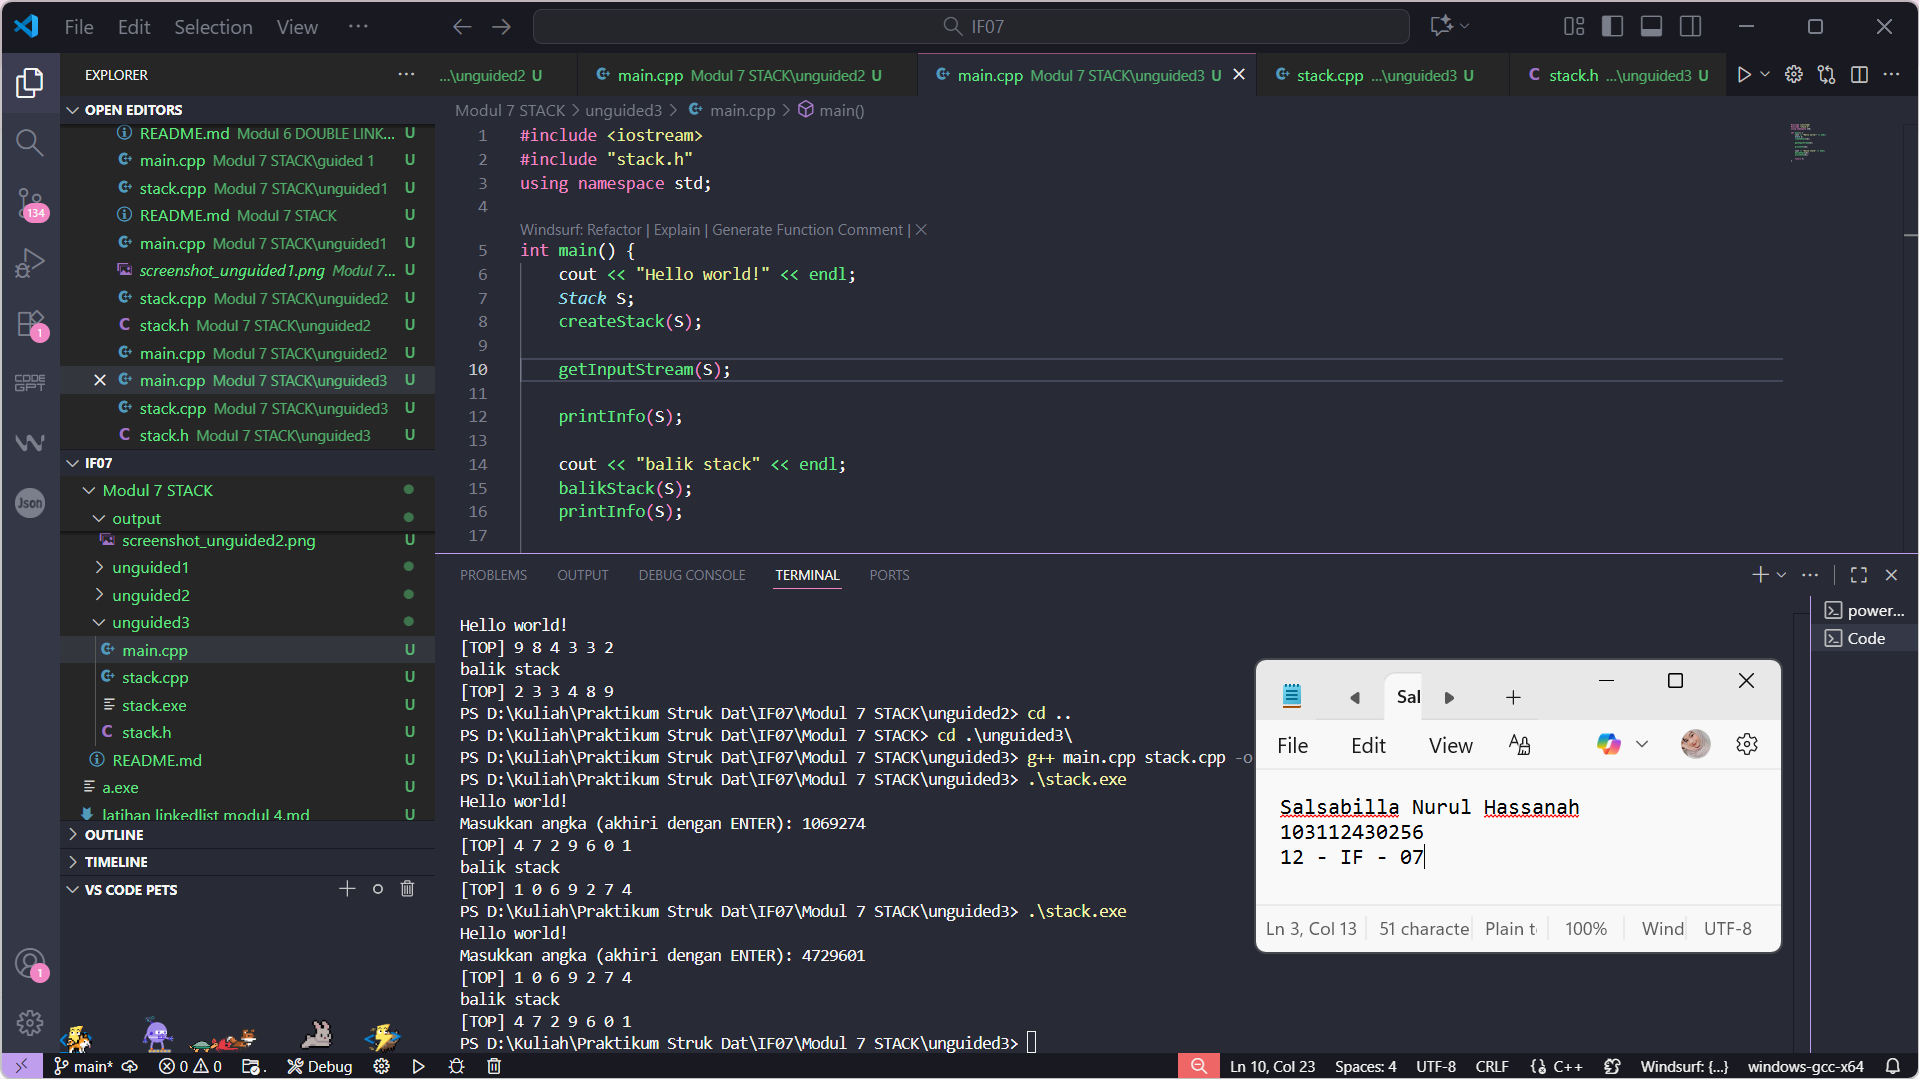 File Edit Selection View ··· IF07
EXPLORER ···
...\unguided2 U main.cpp Modul 7 STACK\unguided2 U main.cpp Modul 7 STACK\unguided3 U stack.cpp ...\unguided3 U stack.h ...\unguided3 U
OPEN EDITORS
README.md Modul 6 DOUBLE LINK... U
main.cpp Modul 7 STACK\guided 1 U
stack.cpp Modul 7 STACK\unguided1 U
README.md Modul 7 STACK U
main.cpp Modul 7 STACK\unguided1 U
screenshot_unguided1.png Modul 7... U
stack.cpp Modul 7 STACK\unguided2 U
stack.h Modul 7 STACK\unguided2 U
main.cpp Modul 7 STACK\unguided2 U
main.cpp Modul 7 STACK\unguided3 U
stack.cpp Modul 7 STACK\unguided3 U
stack.h Modul 7 STACK\unguided3 U
IF07
Modul 7 STACK
output
screenshot_unguided2.png U
unguided1
unguided2
unguided3
main.cpp U
stack.cpp U
stack.exe U
stack.h U
README.md U
a.exe U
latihan linkedlist modul 4.md U
OUTLINE
TIMELINE
VS CODE PETS
134
1
CODE GPT
Json
1
Modul 7 STACK > unguided3 > main.cpp > main()
1 #include <iostream>
2 #include "stack.h"
3 using namespace std;
4
Windsurf: Refactor | Explain | Generate Function Comment | ✕
5 int main() {
6 cout << "Hello world!" << endl;
7 Stack S;
8 createStack(S);
9
10 getInputStream(S);
11
12 printInfo(S);
13
14 cout << "balik stack" << endl;
15 balikStack(S);
16 printInfo(S);
17
PROBLEMS OUTPUT DEBUG CONSOLE TERMINAL PORTS
power...
Code
Hello world!
[TOP] 9 8 4 3 3 2
balik stack
[TOP] 2 3 3 4 8 9
PS D:\Kuliah\Praktikum Struk Dat\IF07\Modul 7 STACK\unguided2> cd ..
PS D:\Kuliah\Praktikum Struk Dat\IF07\Modul 7 STACK> cd .\unguided3\
PS D:\Kuliah\Praktikum Struk Dat\IF07\Modul 7 STACK\unguided3> g++ main.cpp stack.cpp -o
PS D:\Kuliah\Praktikum Struk Dat\IF07\Modul 7 STACK\unguided3> .\stack.exe
Hello world!
Masukkan angka (akhiri dengan ENTER): 1069274
[TOP] 4 7 2 9 6 0 1
balik stack
[TOP] 1 0 6 9 2 7 4
PS D:\Kuliah\Praktikum Struk Dat\IF07\Modul 7 STACK\unguided3> .\stack.exe
Hello world!
Masukkan angka (akhiri dengan ENTER): 4729601
[TOP] 1 0 6 9 2 7 4
balik stack
[TOP] 4 7 2 9 6 0 1
PS D:\Kuliah\Praktikum Struk Dat\IF07\Modul 7 STACK\unguided3>
Sal
File Edit View
Salsabilla Nurul Hassanah
103112430256
12 - IF - 07
Ln 3, Col 13 51 characte Plain t 100% Wind UTF-8
main* 0 0 Debug Ln 10, Col 23 Spaces: 4 UTF-8 CRLF {} C++ Windsurf: {...} windows-gcc-x64